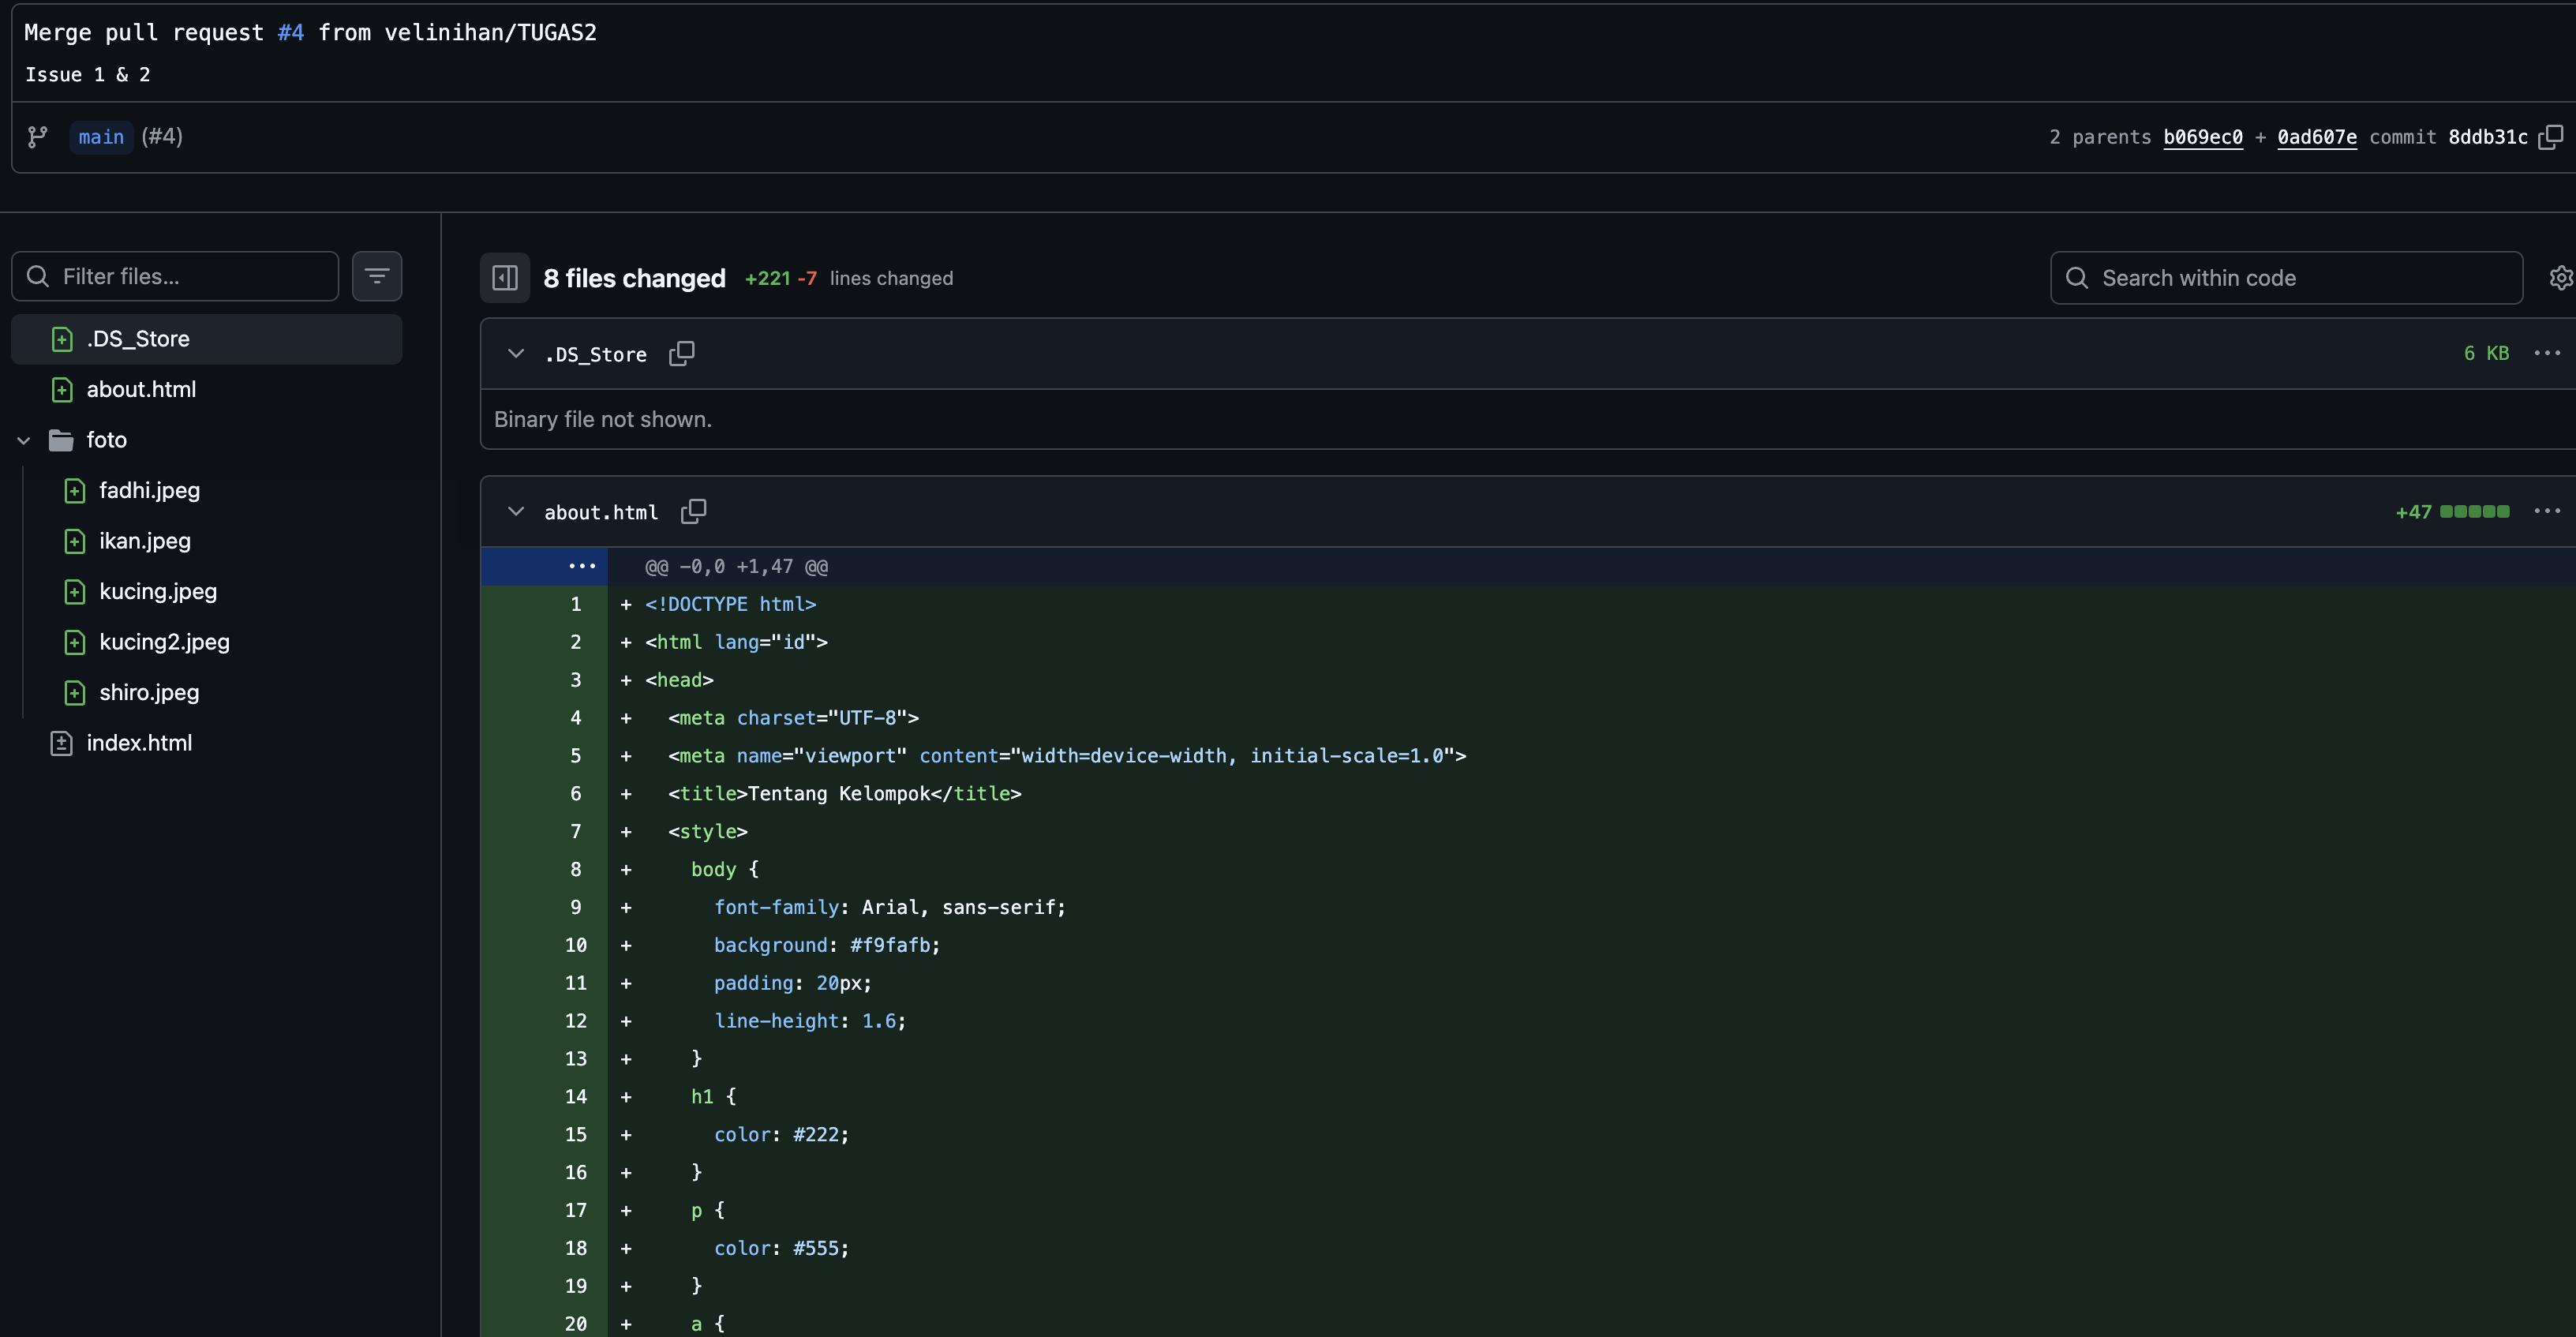 Merge pull request #4 from velinihan/TUGAS2
Issue 1 & 2
main (#4)
2 parents b069ec0 + 0ad607e commit 8ddb31c
Filter files...
.DS_Store
about.html
foto
fadhi.jpeg
ikan.jpeg
kucing.jpeg
kucing2.jpeg
shiro.jpeg
index.html
8 files changed +221 -7 lines changed
Search within code
.DS_Store
6 KB
Binary file not shown.
about.html
+47
@@ -0,0 +1,47 @@
1 + <!DOCTYPE html>
2 + <html lang="id">
3 + <head>
4 + <meta charset="UTF-8">
5 + <meta name="viewport" content="width=device-width, initial-scale=1.0">
6 + <title>Tentang Kelompok</title>
7 + <style>
8 + body {
9 + font-family: Arial, sans-serif;
10 + background: #f9fafb;
11 + padding: 20px;
12 + line-height: 1.6;
13 + }
14 + h1 {
15 + color: #222;
16 + }
17 + p {
18 + color: #555;
19 + }
20 + a {